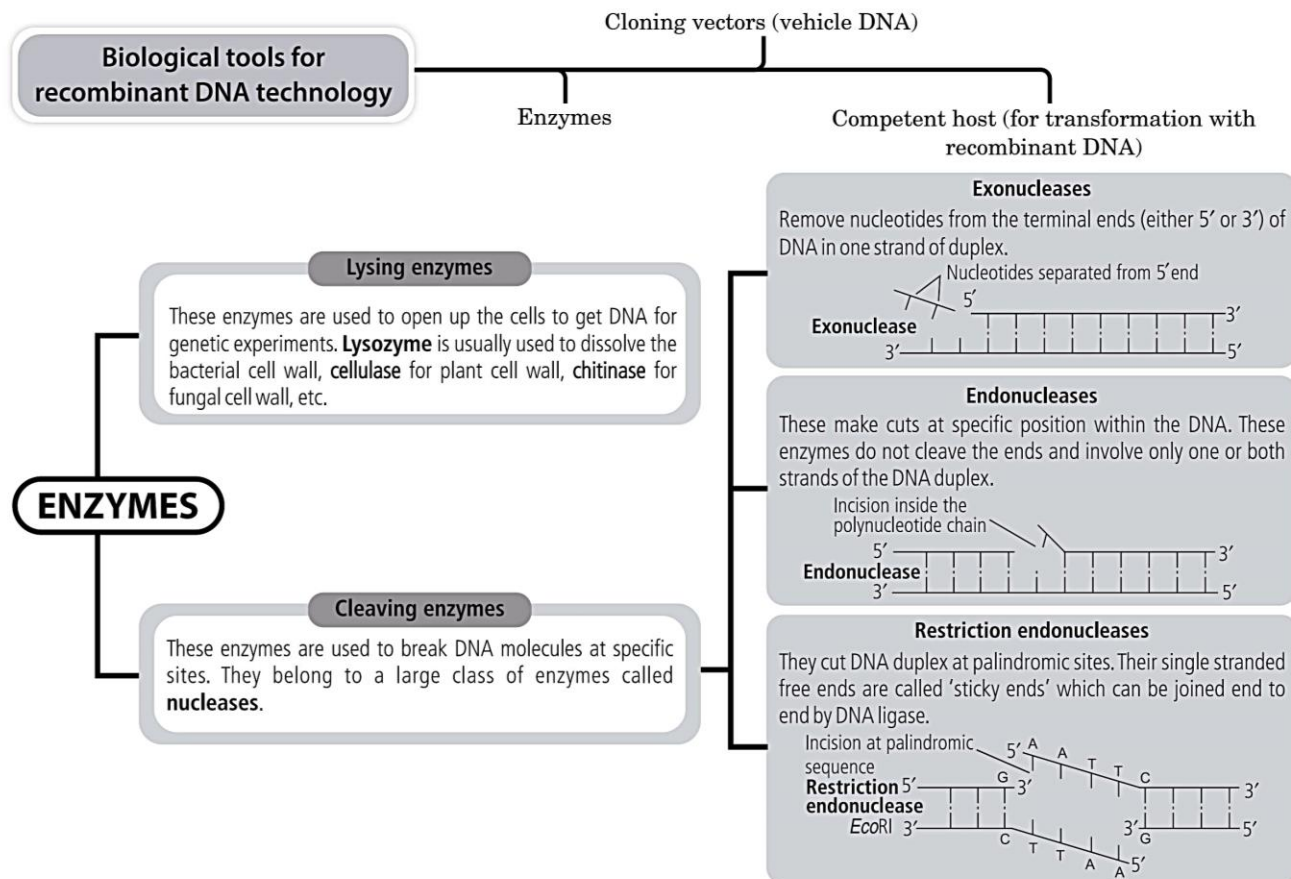 Cloning vectors (vehicle DNA)
Biological tools for
recombinant DNA technology
Enzymes
Competent host (for transformation with
recombinant DNA)
ENZYMES
Lysing enzymes
These enzymes are used to open up the cells to get DNA for
genetic experiments. Lysozyme is usually used to dissolve the
bacterial cell wall, cellulase for plant cell wall, chitinase for
fungal cell wall, etc.
Cleaving enzymes
These enzymes are used to break DNA molecules at specific
sites. They belong to a large class of enzymes called
nucleases.
Exonucleases
Remove nucleotides from the terminal ends (either 5′ or 3′) of
DNA in one strand of duplex.
Nucleotides separated from 5′ end
5′
3′
Exonuclease
3′
5′
Endonucleases
These make cuts at specific position within the DNA. These
enzymes do not cleave the ends and involve only one or both
strands of the DNA duplex.
Incision inside the
polynucleotide chain
5′
3′
Endonuclease
3′
5′
Restriction endonucleases
They cut DNA duplex at palindromic sites. Their single stranded
free ends are called ‘sticky ends’ which can be joined end to
end by DNA ligase.
Incision at palindromic
sequence
5′ A A T T C
G
Restriction 5′ 3′ 3′
endonuclease
EcoRI 3′ 3′ 5′
C T T A A 5′
G